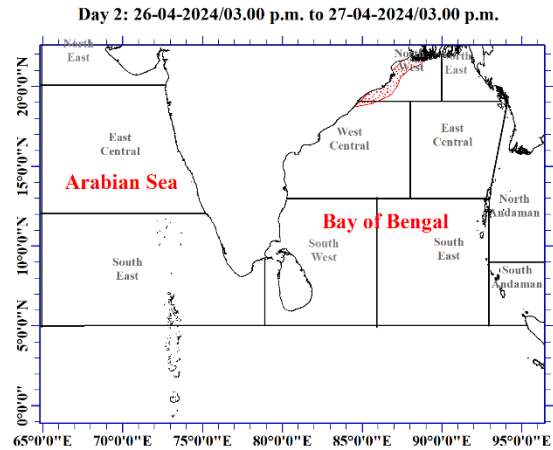 Day 2: 26-04-2024/03.00 p.m. to 27-04-2024/03.00 p.m.
North
East
North
West
North
East
20°0'0"N
East
Central
West
Central
East
Central
15°0'0"N
Arabian Sea
North
Andaman
Bay of Bengal
10°0'0"N
South
East
South
West
South
East
South
Andaman
5°0'0"N
0°0'0"
65°0'0"E
70°0'0"E
75°0'0"E
80°0'0"E
85°0'0"E
90°0'0"E
95°0'0"E